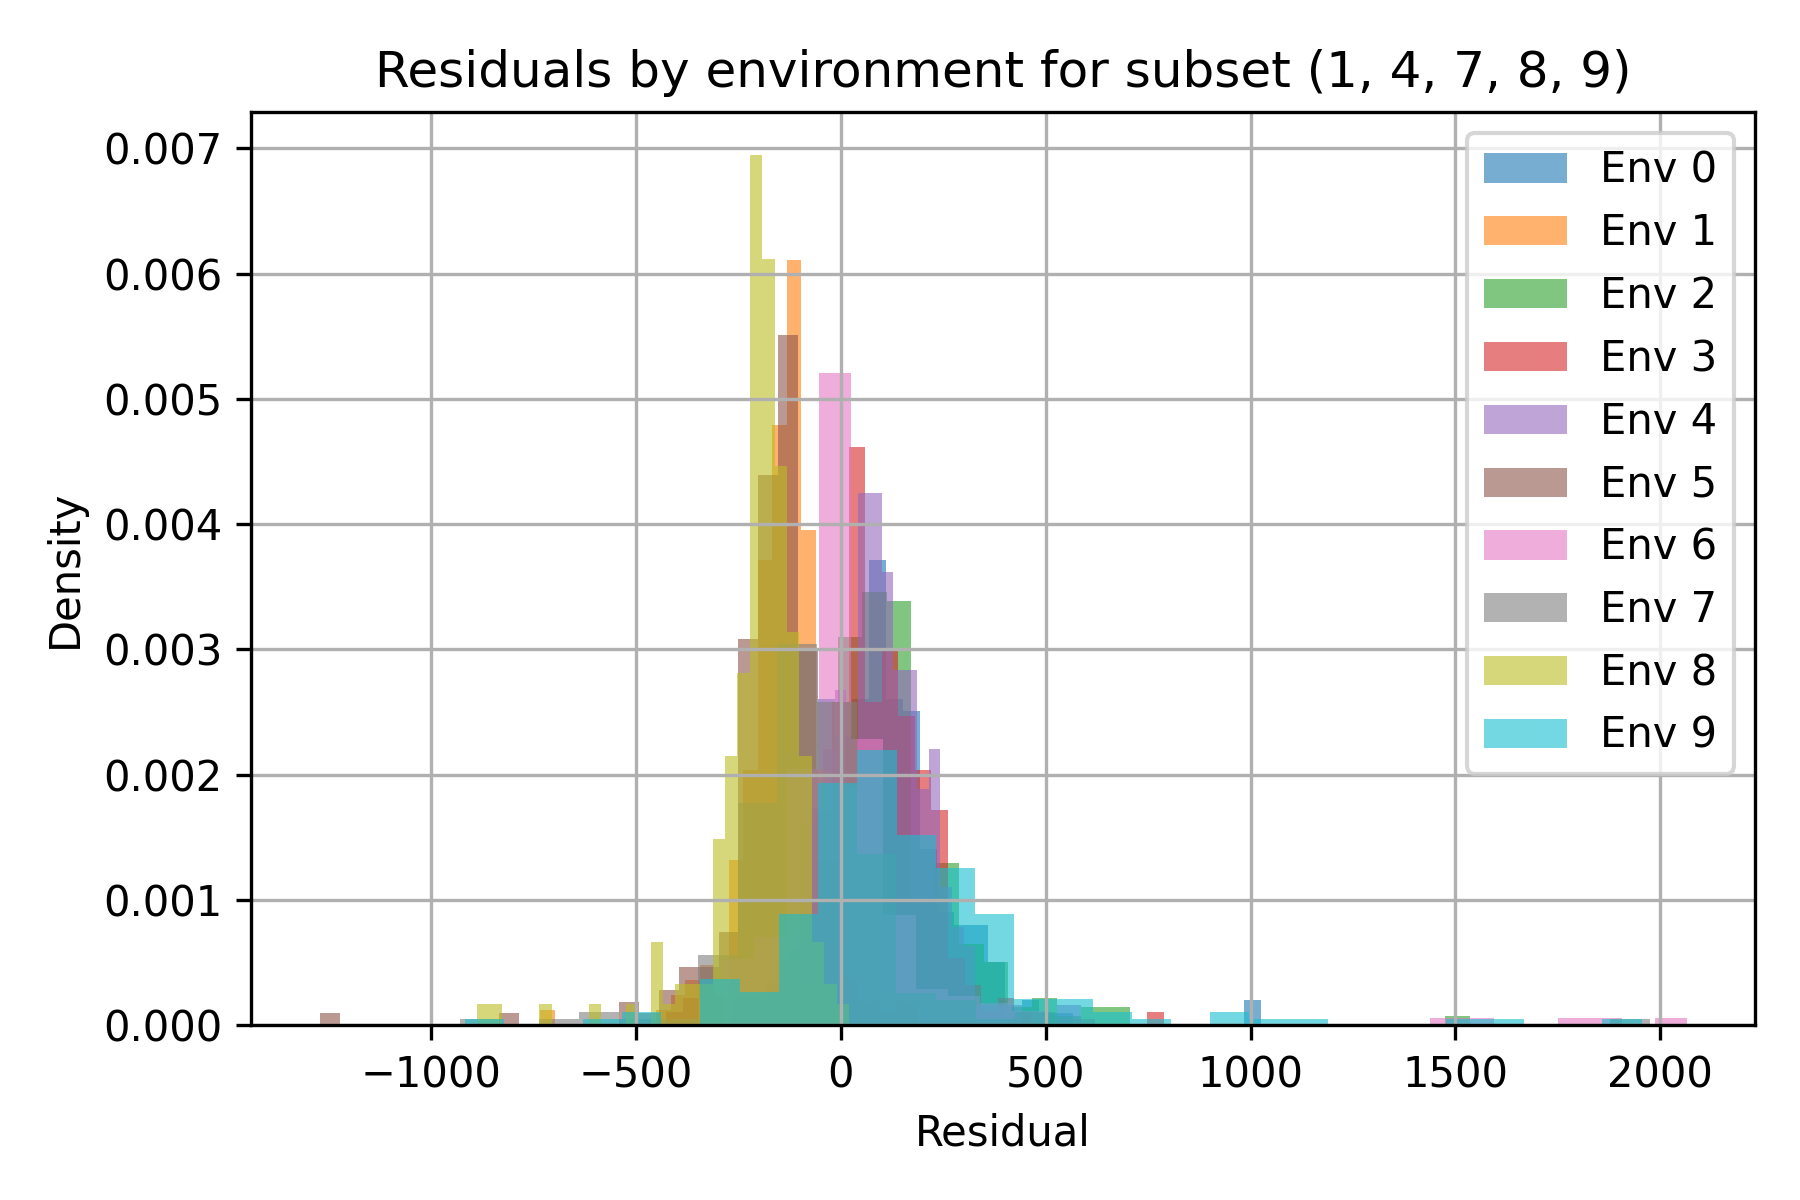 Residuals by environment for subset (1, 4, 7, 8, 9)
0.007
0.006
0.005
0.004
0.003
0.002
0.001
0.000
Density
−1000
−500
0
500
1000
1500
2000
Residual
Env 0
Env 1
Env 2
Env 3
Env 4
Env 5
Env 6
Env 7
Env 8
Env 9